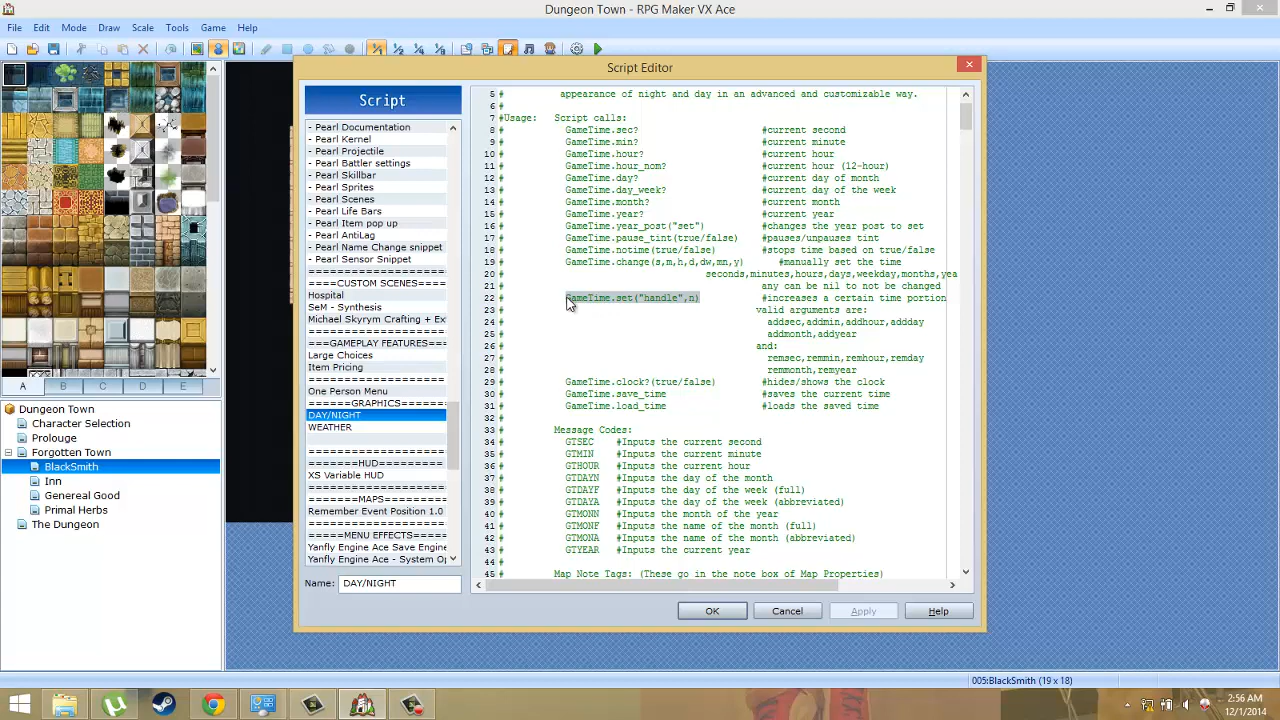 Dungeon Town - RPG Maker VX Ace
File Edit Mode Draw Scale Tools Game Help
Script Editor
Script
- Pearl Documentation
- Pearl Kernel
- Pearl Projectile
- Pearl Battler settings
- Pearl Skillbar
- Pearl Sprites
- Pearl Scenes
- Pearl Life Bars
- Pearl Item pop up
- Pearl AntiLag
- Pearl Name Change snippet
- Pearl Sensor Snippet
====================
====CUSTOM SCENES====
Hospital
SeM - Synthesis
Michael Skyrym Crafting + Ex
====================
===GAMEPLAY FEATURES===
Large Choices
Item Pricing
====================
One Person Menu
=====GRAPHICS=====
DAY/NIGHT
WEATHER
====================
=======HUD=======
XS Variable HUD
====================
=======MAPS=======
Remember Event Position 1.0
====================
====MENU EFFECTS====
Yanfly Engine Ace Save Engine
Yanfly Engine Ace - System Op
Name: DAY/NIGHT
5 # appearance of night and day in an advanced and customizable way.
6 #
7 #Usage: Script calls:
8 # GameTime.sec? #current second
9 # GameTime.min? #current minute
10 # GameTime.hour? #current hour
11 # GameTime.hour_nom? #current hour (12-hour)
12 # GameTime.day? #current day of month
13 # GameTime.day_week? #current day of the week
14 # GameTime.month? #current month
15 # GameTime.year? #current year
16 # GameTime.year_post("set") #changes the year post to set
17 # GameTime.pause_tint(true/false) #pauses/unpauses tint
18 # GameTime.notime(true/false) #stops time based on true/false
19 # GameTime.change(s,m,h,d,dw,mn,y) #manually set the time
20 # seconds,minutes,hours,days,weekday,months,yea
21 # any can be nil to not be changed
22 # GameTime.set("handle",n) #increases a certain time portion
23 # valid arguments are:
24 # addsec,addmin,addhour,addday
25 # addmonth,addyear
26 # and:
27 # remsec,remmin,remhour,remday
28 # remmonth,remyear
29 # GameTime.clock?(true/false) #hides/shows the clock
30 # GameTime.save_time #saves the current time
31 # GameTime.load_time #loads the saved time
32 #
33 # Message Codes:
34 # GTSEC #Inputs the current second
35 # GTMIN #Inputs the current minute
36 # GTHOUR #Inputs the current hour
37 # GTDAYN #Inputs the day of the month
38 # GTDAYF #Inputs the day of the week (full)
39 # GTDAYA #Inputs the day of the week (abbreviated)
40 # GTMONN #Inputs the month of the year
41 # GTMONF #Inputs the name of the month (full)
42 # GTMONA #Inputs the name of the month (abbreviated)
43 # GTYEAR #Inputs the current year
44 #
45 # Map Note Tags: (These go in the note box of Map Properties)
OK Cancel Apply Help
A B C D E
Dungeon Town
Character Selection
Prolouge
Forgotten Town
BlackSmith
Inn
Genereal Good
Primal Herbs
The Dungeon
005:BlackSmith (19 x 18)
2:56 AM
12/1/2014